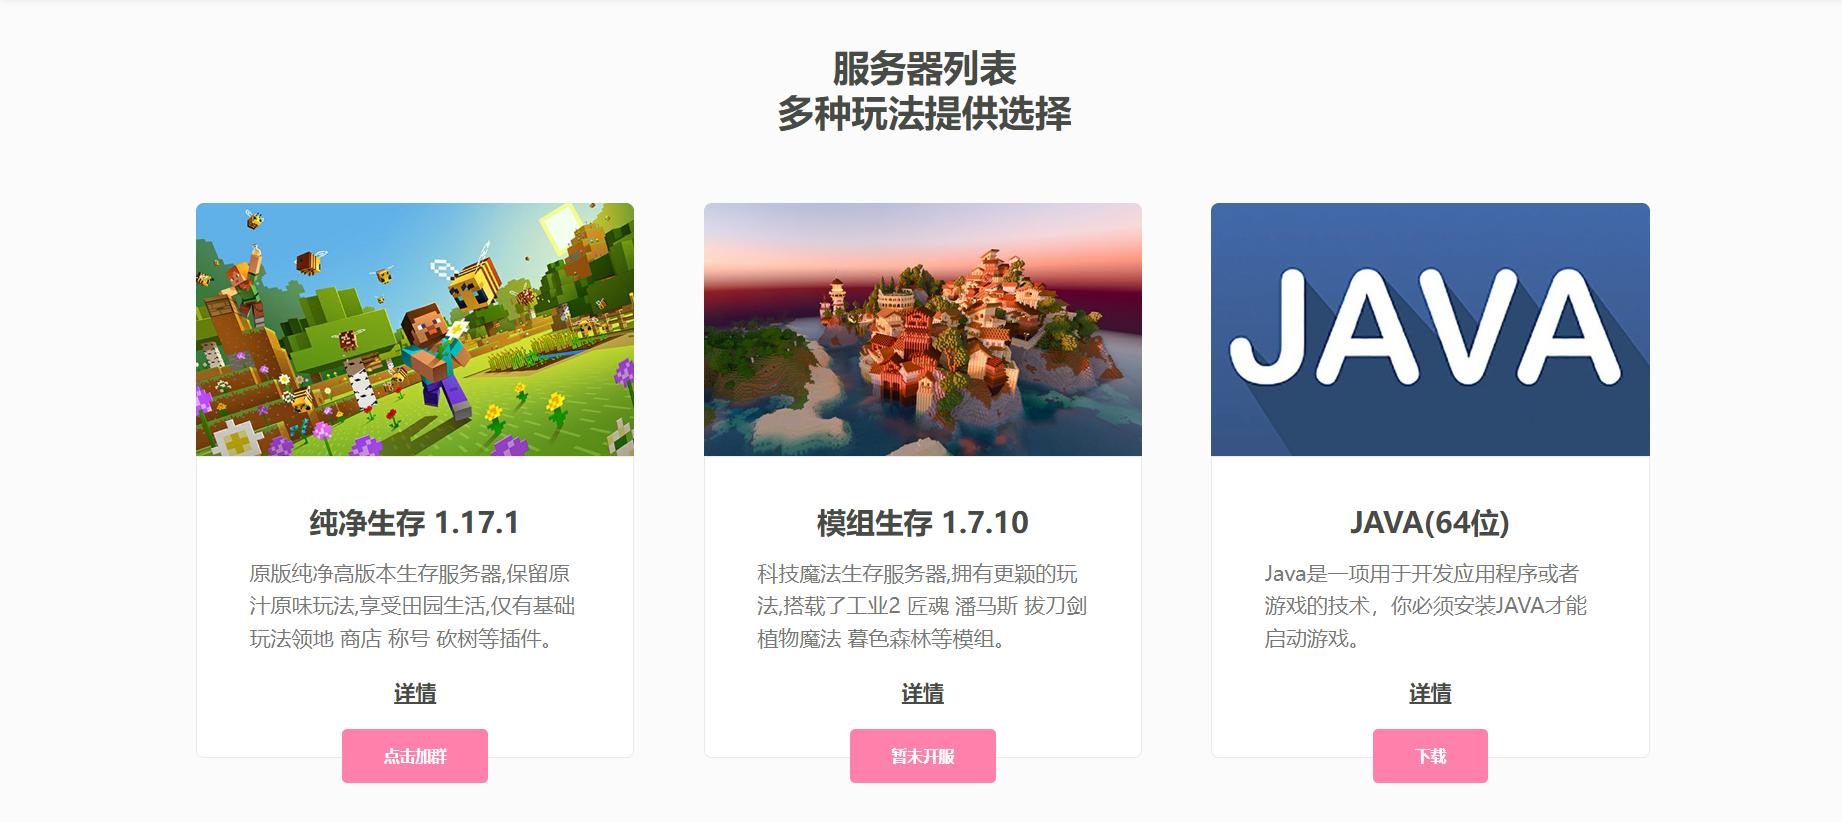 服务器列表
多种玩法提供选择
JAVA
纯净生存 1.17.1
原版纯净高版本生存服务器,保留原
汁原味玩法,享受田园生活,仅有基础
玩法领地 商店 称号 砍树等插件。
详情
点击加群
模组生存 1.7.10
科技魔法生存服务器,拥有更颖的玩
法,搭载了工业2 匠魂 潘马斯 拔刀剑
植物魔法 暮色森林等模组。
详情
暂未开服
JAVA(64位)
Java是一项用于开发应用程序或者
游戏的技术，你必须安装JAVA才能
启动游戏。
详情
下载